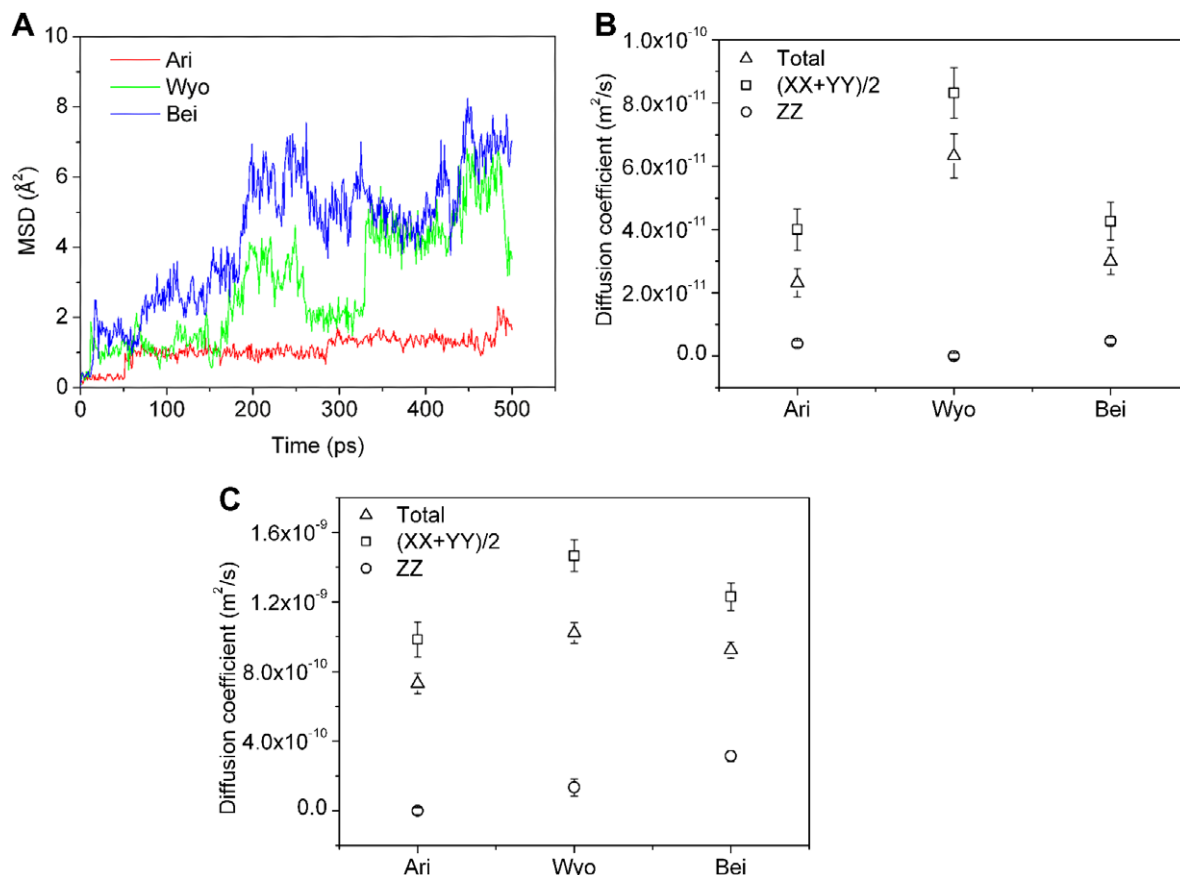 A
10
8
6
4
2
0
MSD (Å²)
Ari
Wyo
Bei
0 100 200 300 400 500
Time (ps)
B
1.0x10⁻¹⁰
8.0x10⁻¹¹
6.0x10⁻¹¹
4.0x10⁻¹¹
2.0x10⁻¹¹
0.0
Diffusion coefficient (m²/s)
Total
(XX+YY)/2
ZZ
Ari Wyo Bei
C
1.6x10⁻⁹
1.2x10⁻⁹
8.0x10⁻¹⁰
4.0x10⁻¹⁰
0.0
Diffusion coefficient (m²/s)
Total
(XX+YY)/2
ZZ
Ari Wyo Bei